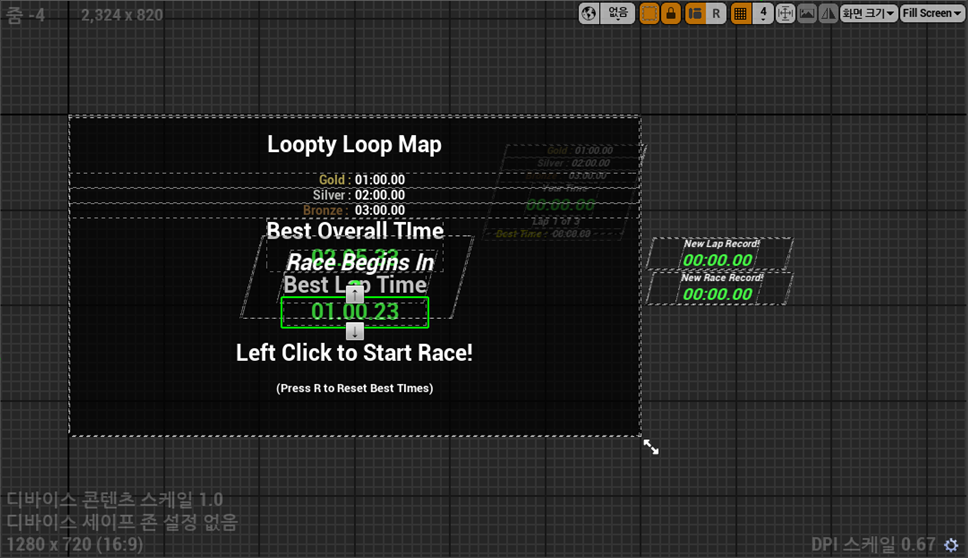 줌 -4
2,324 x 820
없음
R
4
화면 크기
Fill Screen
Loopty Loop Map
Gold : 01:00.00
Silver : 02:00.00
Bronze : 03:00.00
Gold : 01:00.00
Silver : 02:00.00
03:00.00
Your Time
00:00.00
Lap 1 of 3
Best Time : 00:00.00
Best Overall TIme
Race Begins In
Best Lap Time
01.00.23
New Lap Record!
00:00.00
New Race Record!
00:00.00
Left Click to Start Race!
(Press R to Reset Best TImes)
디바이스 콘텐츠 스케일 1.0
디바이스 세이프 존 설정 없음
1280 x 720 (16:9)
DPI 스케일 0.67